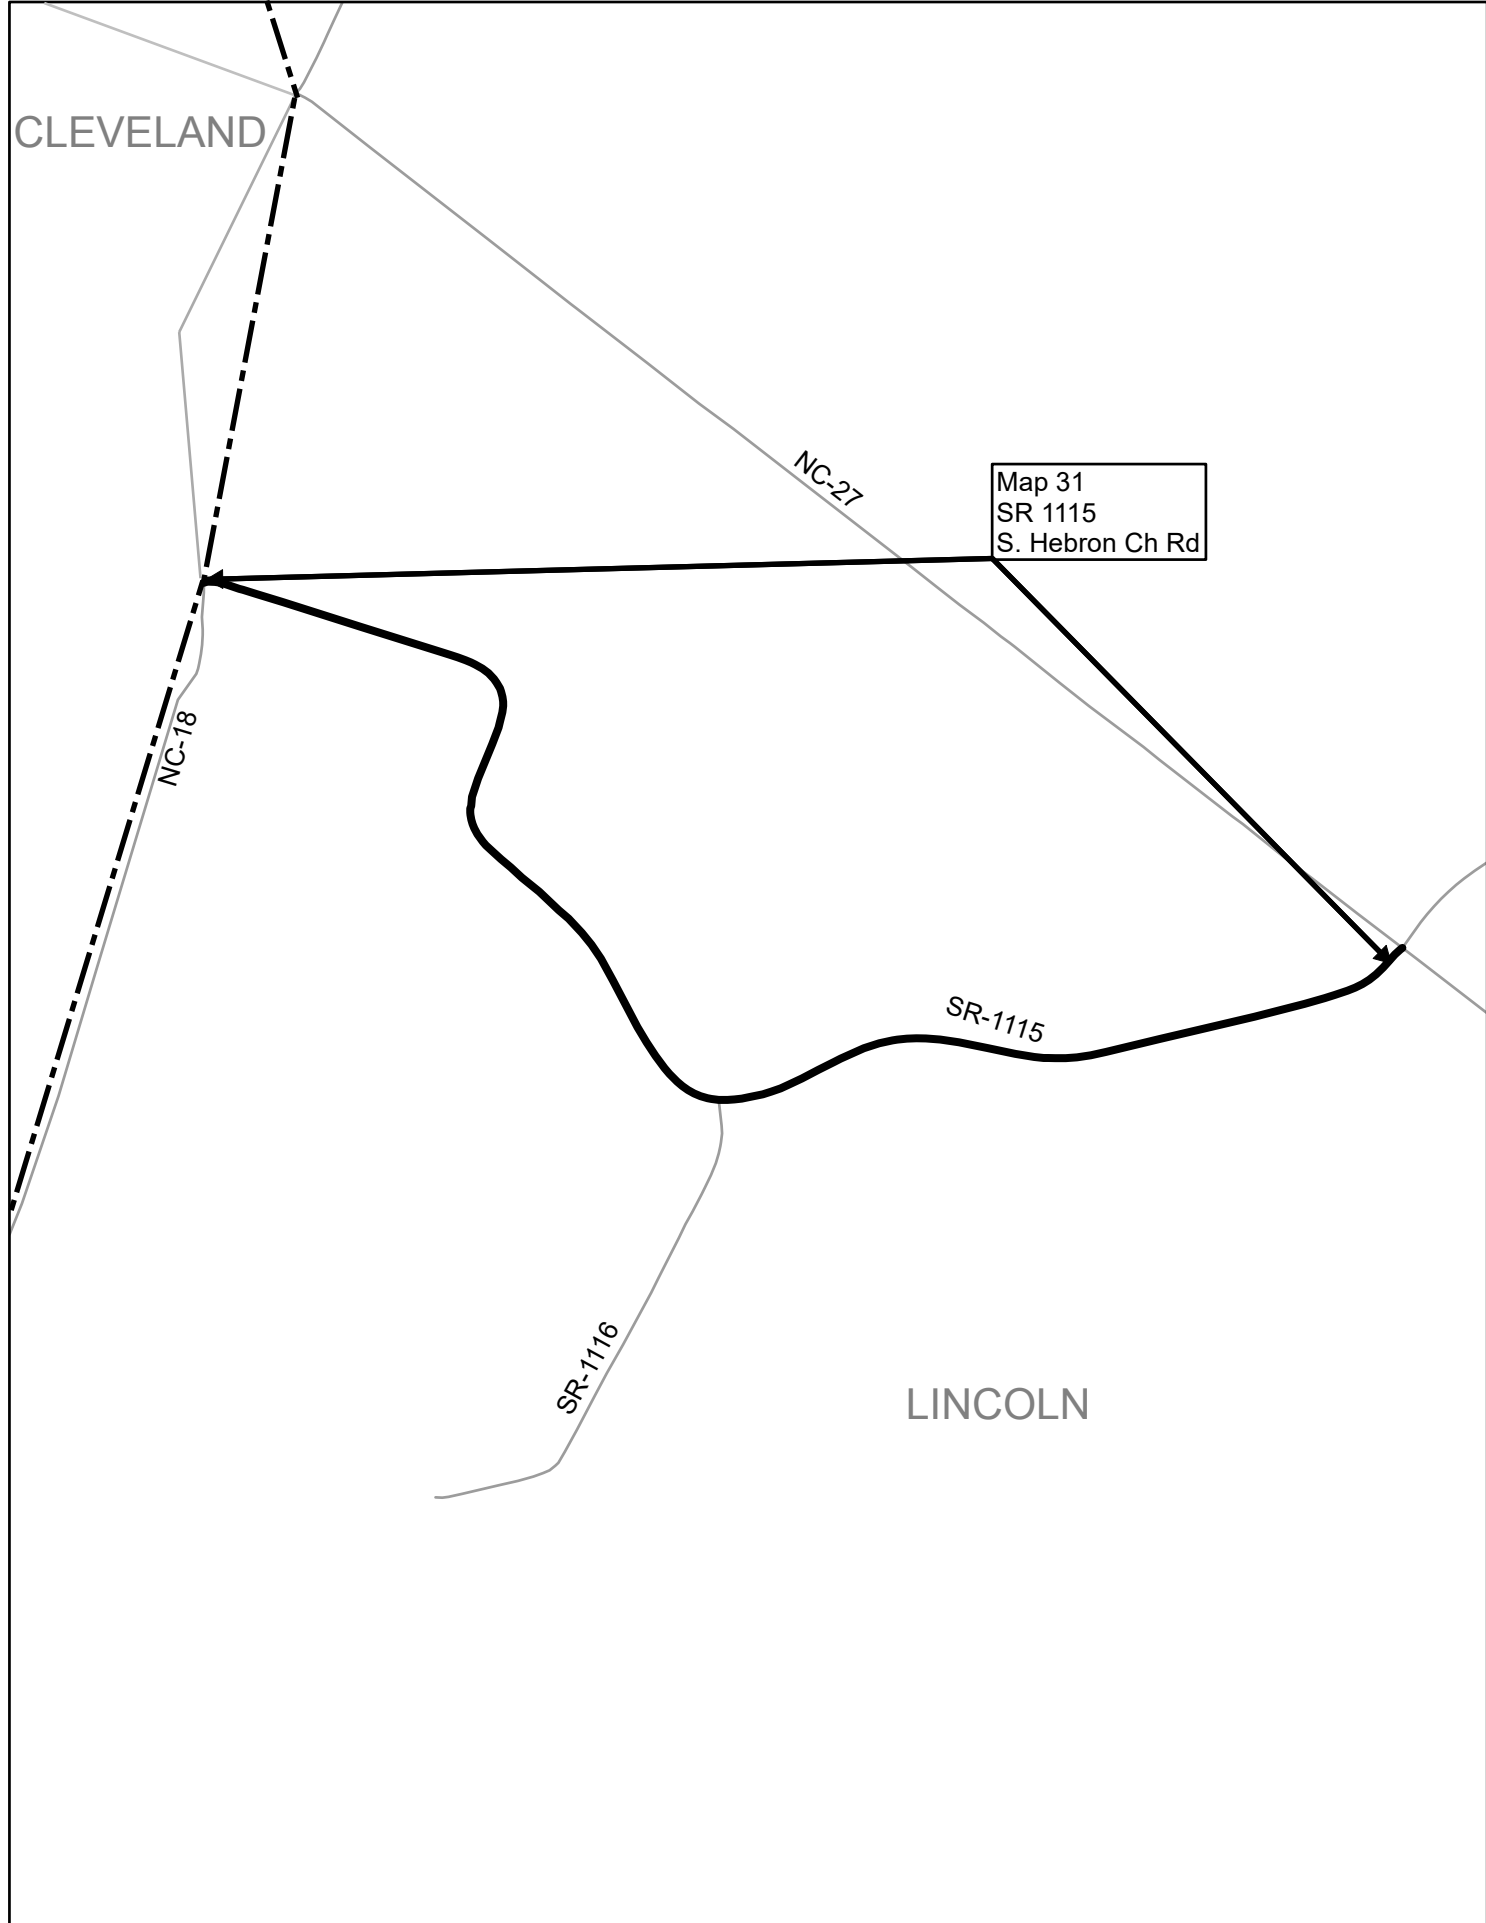 CLEVELAND
NC-27
Map 31
SR 1115
S. Hebron Ch Rd
NC-18
SR-1115
SR-1116
LINCOLN